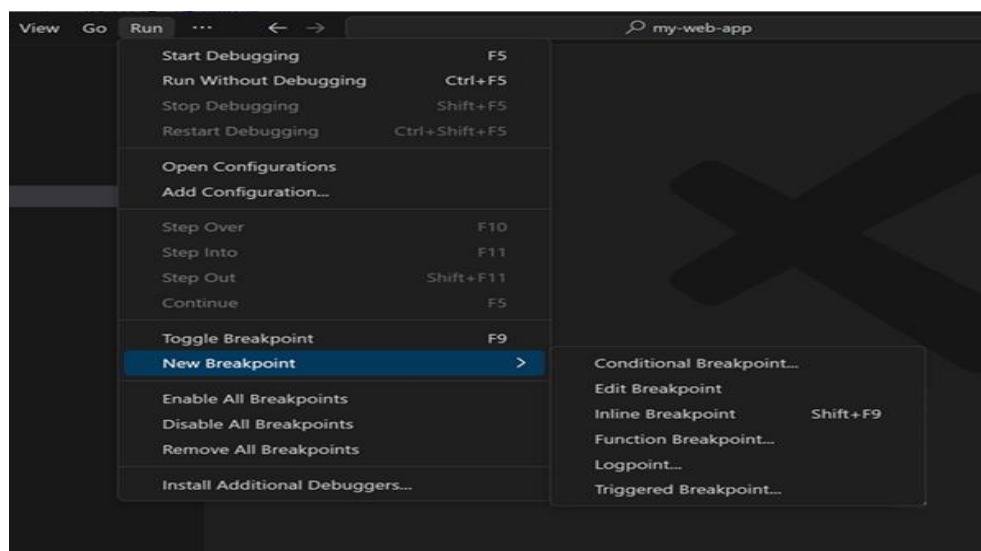 View Go Run ··· ← → my-web-app
Start Debugging F5
Run Without Debugging Ctrl+F5
Stop Debugging Shift+F5
Restart Debugging Ctrl+Shift+F5
Open Configurations
Add Configuration...
Step Over F10
Step Into F11
Step Out Shift+F11
Continue F5
Toggle Breakpoint F9
New Breakpoint >
Conditional Breakpoint...
Edit Breakpoint
Inline Breakpoint Shift+F9
Function Breakpoint...
Logpoint...
Triggered Breakpoint...
Enable All Breakpoints
Disable All Breakpoints
Remove All Breakpoints
Install Additional Debuggers...